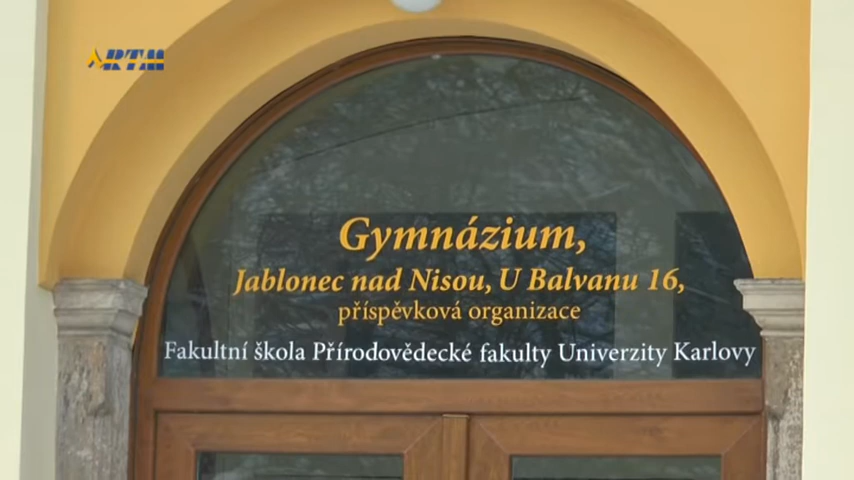 RTM
Gymnázium,
Jablonec nad Nisou, U Balvanu 16,
příspěvková organizace
Fakultní škola Přírodovědecké fakulty Univerzity Karlovy